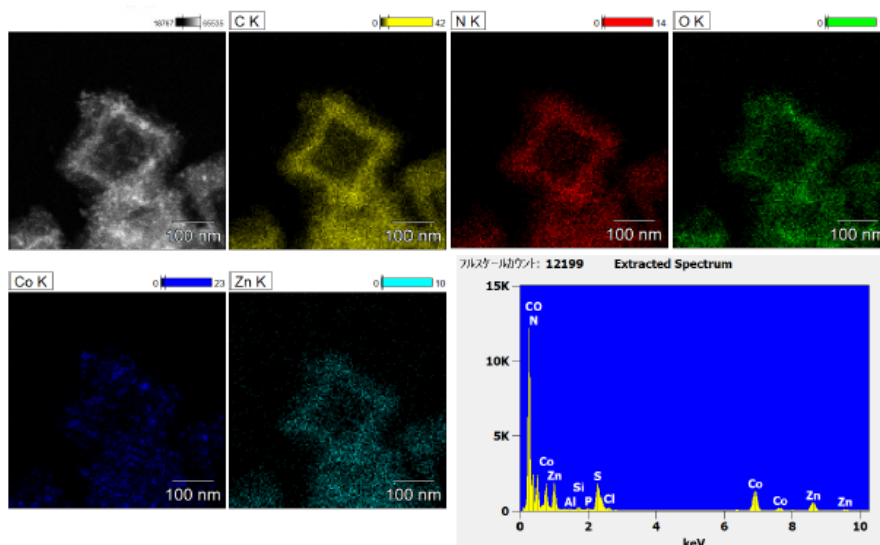 18767 65535
C K 0 42
N K 0 14
O K 0
100 nm
100 nm
100 nm
100 nm
Co K 0 23
Zn K 0 10
100 nm
100 nm
フルスケールカウント: 12199 Extracted Spectrum
15K
10K
5K
0
CO
N
Co
Zn
Al
Si
P
S
Cl
Co
Co
Zn
Zn
0 2 4 6 8 10
keV